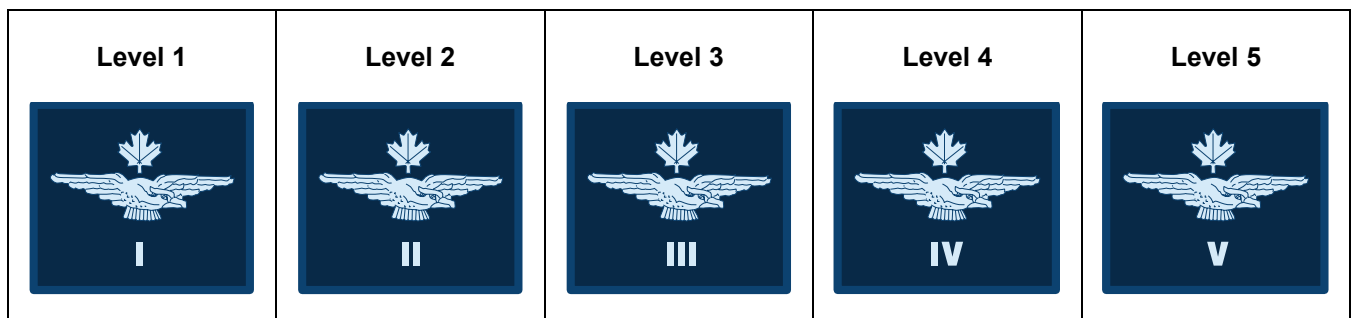 Level 1
Level 2
Level 3
Level 4
Level 5
I
II
III
IV
V